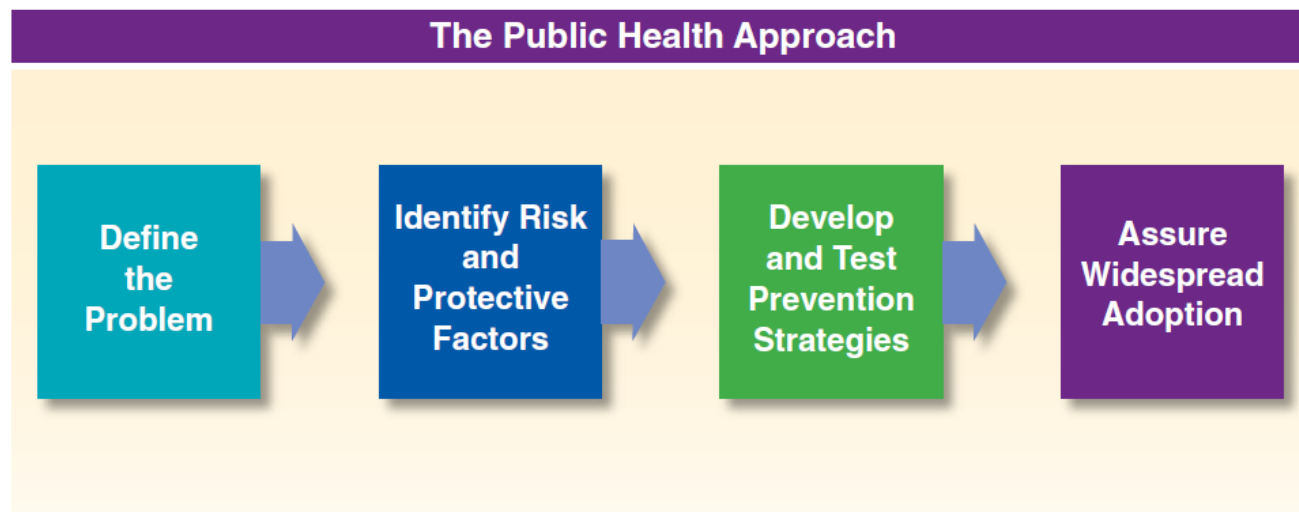 The Public Health Approach
Define
the
Problem
Identify Risk
and
Protective
Factors
Develop
and Test
Prevention
Strategies
Assure
Widespread
Adoption